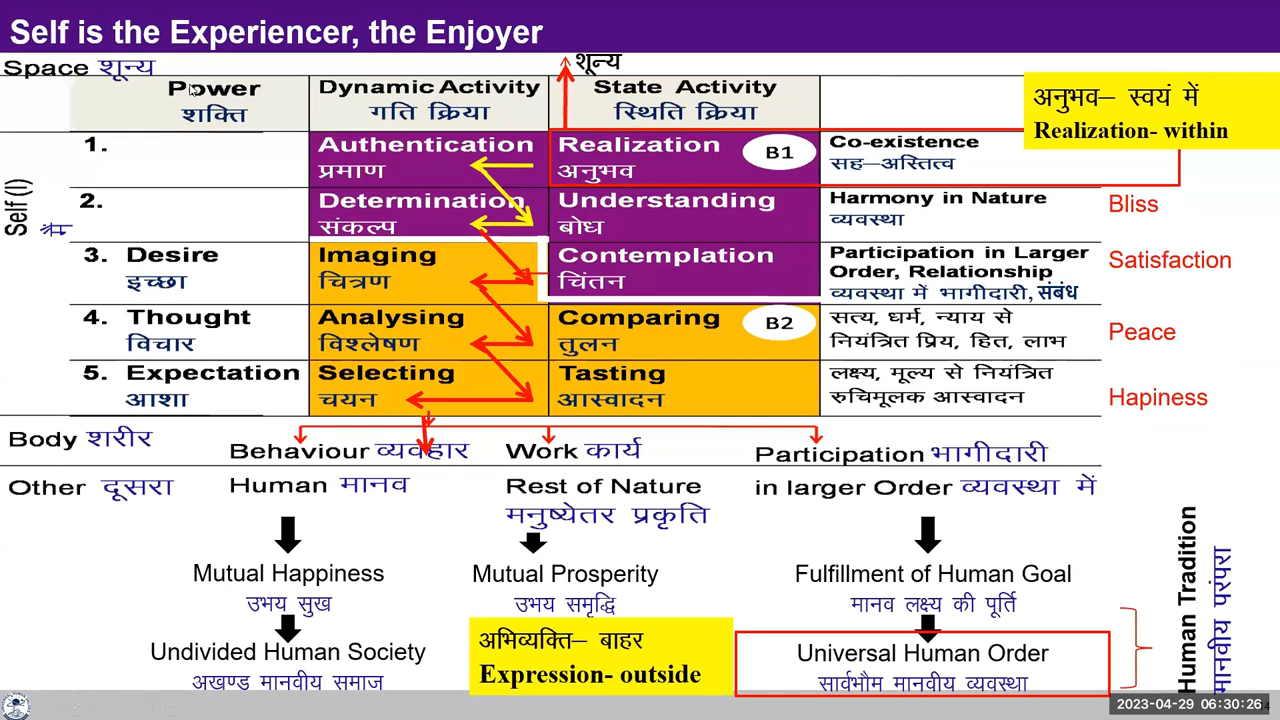 Self is the Experiencer, the Enjoyer
Space शून्य
शून्य
Power
शक्ति
Dynamic Activity
गति क्रिया
State Activity
स्थिति क्रिया
अनुभव– स्वयं में
Realization- within
Self (I)
मैं
1.
Authentication
प्रमाण
Realization
अनुभव
B1
Co-existence
सह–अस्तित्व
2.
Determination
संकल्प
Understanding
बोध
Harmony in Nature
व्यवस्था
Bliss
3. Desire
इच्छा
Imaging
चित्रण
Contemplation
चिंतन
Participation in Larger
Order, Relationship
व्यवस्था में भागीदारी, संबंध
Satisfaction
4. Thought
विचार
Analysing
विश्लेषण
Comparing
तुलन
B2
सत्य, धर्म, न्याय से
नियंत्रित प्रिय, हित, लाभ
Peace
5. Expectation
आशा
Selecting
चयन
Tasting
आस्वादन
लक्ष्य, मूल्य से नियंत्रित
रुचिमूलक आस्वादन
Hapiness
Body शरीर
Behaviour व्यवहार
Work कार्य
Participation भागीदारी
Other दूसरा
Human मानव
Rest of Nature
मनुष्येतर प्रकृति
in larger Order व्यवस्था में
Mutual Happiness
उभय सुख
Mutual Prosperity
उभय समृद्धि
Fulfillment of Human Goal
मानव लक्ष्य की पूर्ति
Undivided Human Society
अखण्ड मानवीय समाज
अभिव्यक्ति– बाहर
Expression- outside
Universal Human Order
सार्वभौम मानवीय व्यवस्था
Human Tradition
मानवीय परंपरा
2023-04-29 06:30:26